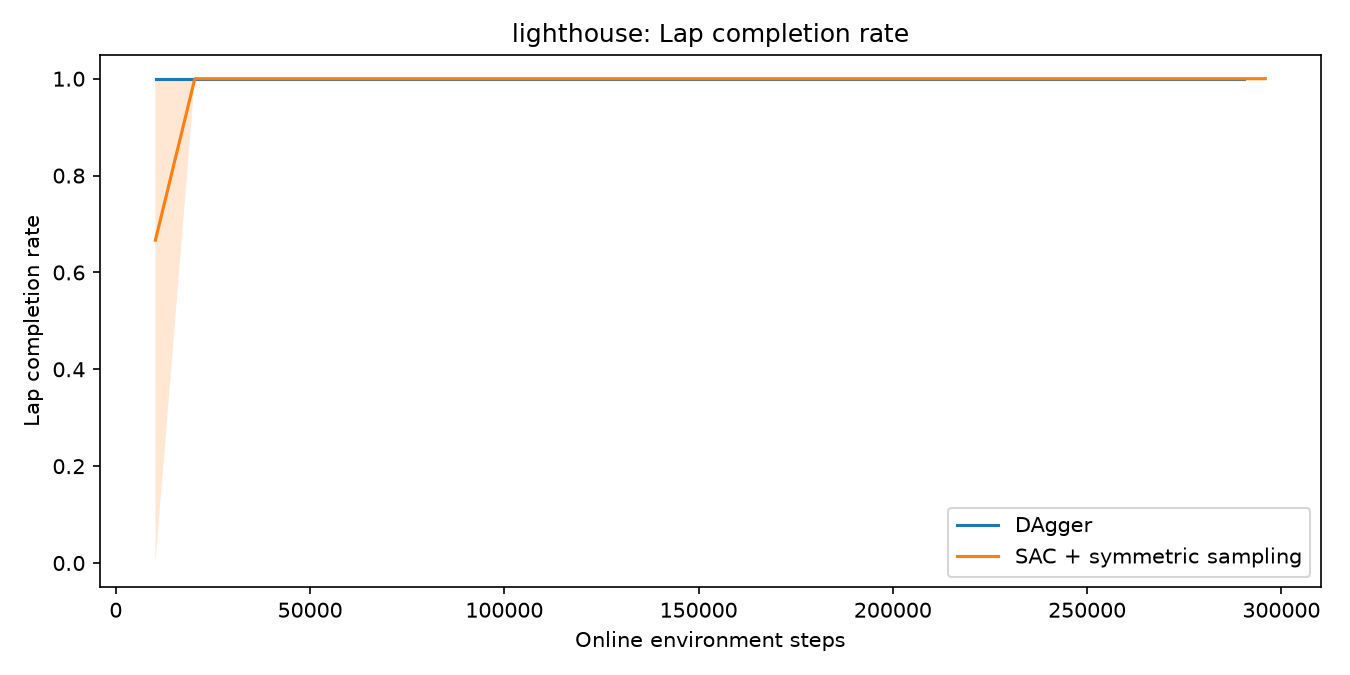 lighthouse: Lap completion rate
Lap completion rate
1.0
0.8
0.6
0.4
0.2
0.0
DAgger
SAC + symmetric sampling
0 50000 100000 150000 200000 250000 300000
Online environment steps